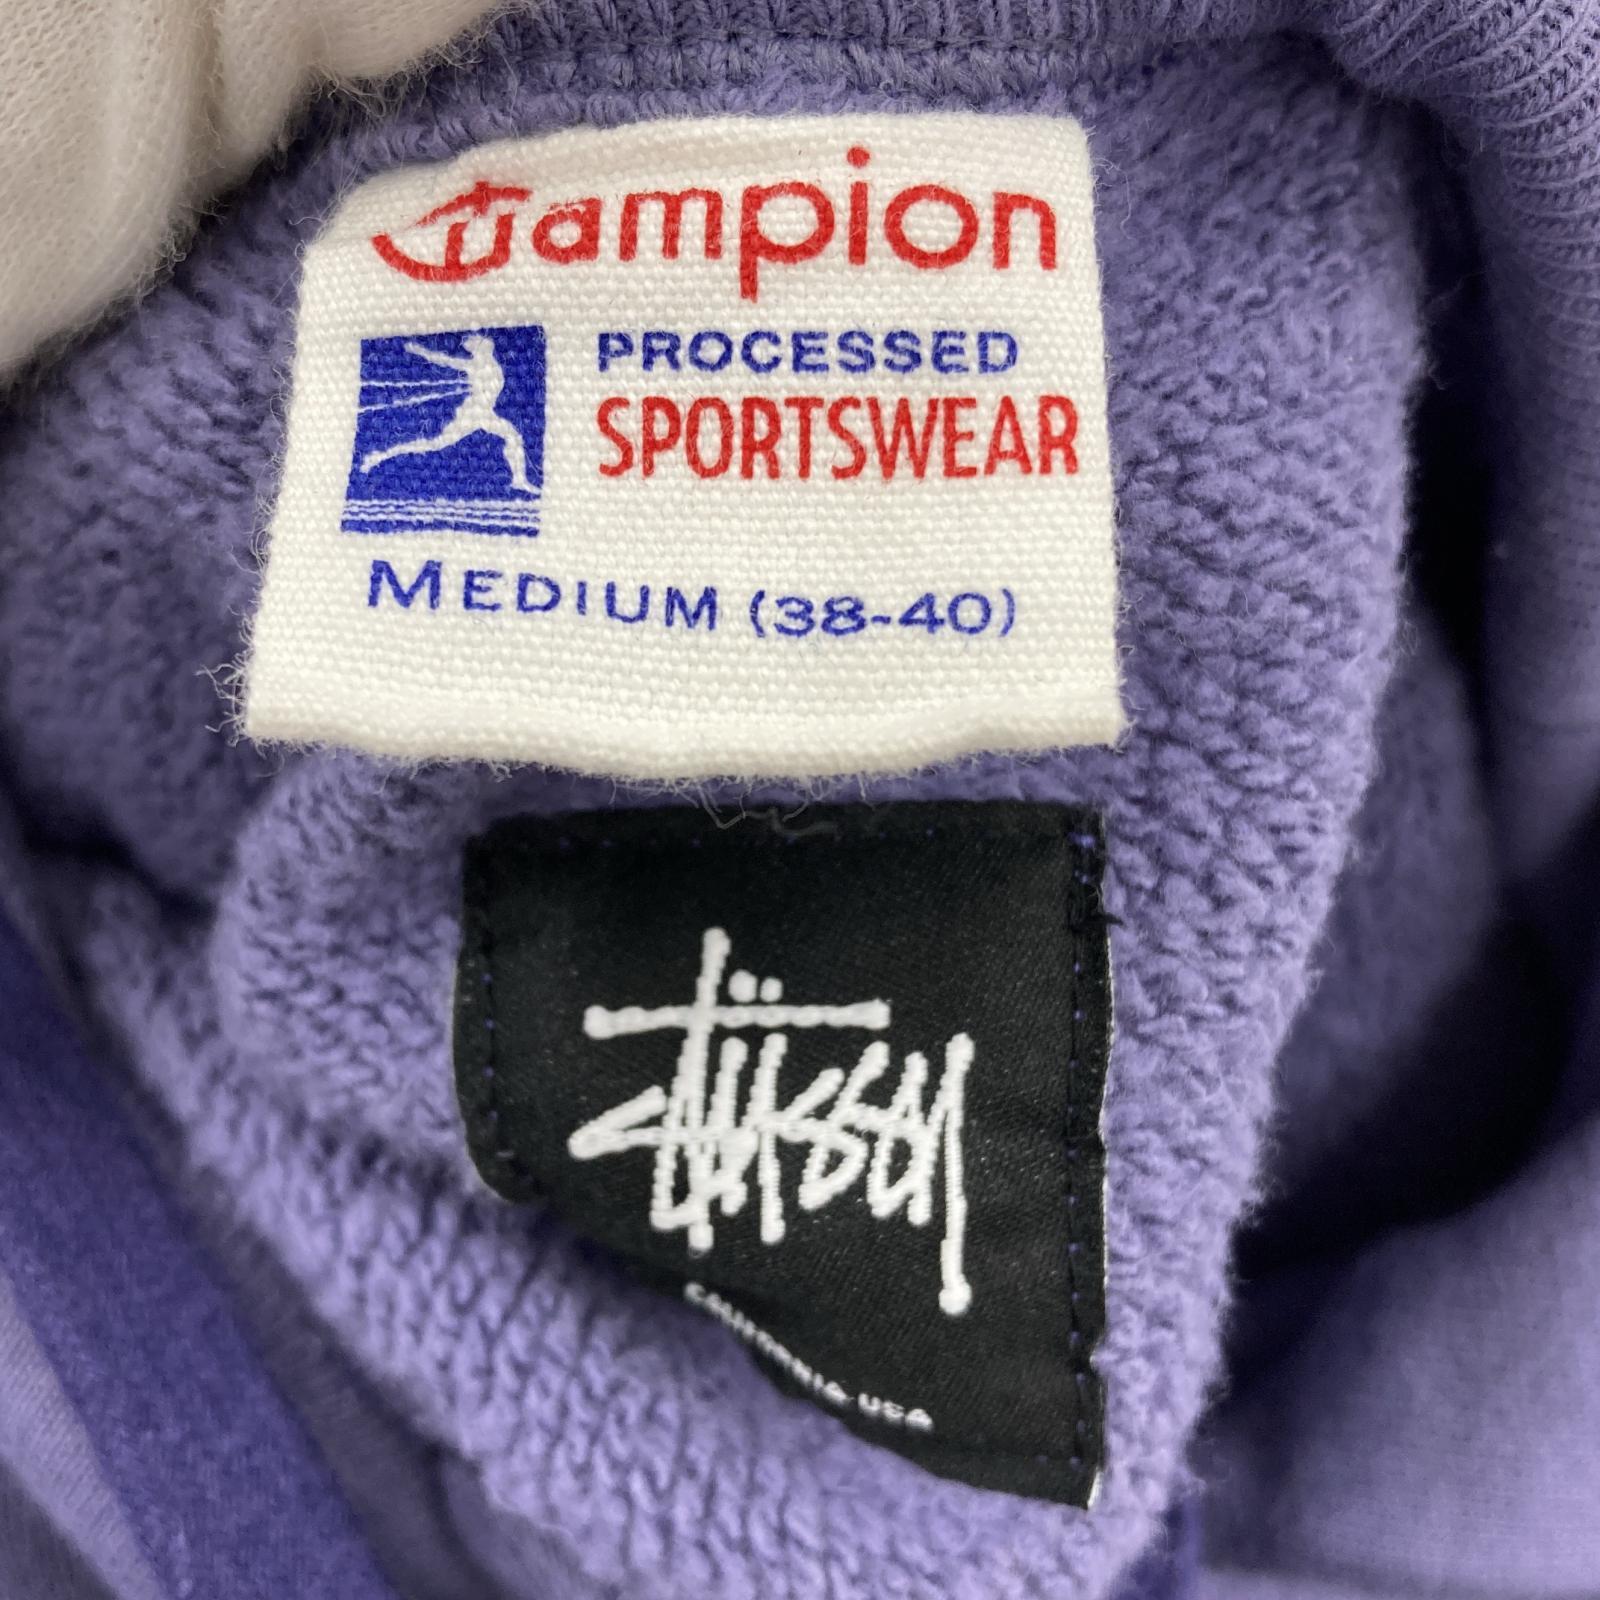 Champion
PROCESSED
SPORTSWEAR
MEDIUM (38-40)
Stüssy
CALIFORNIA USA